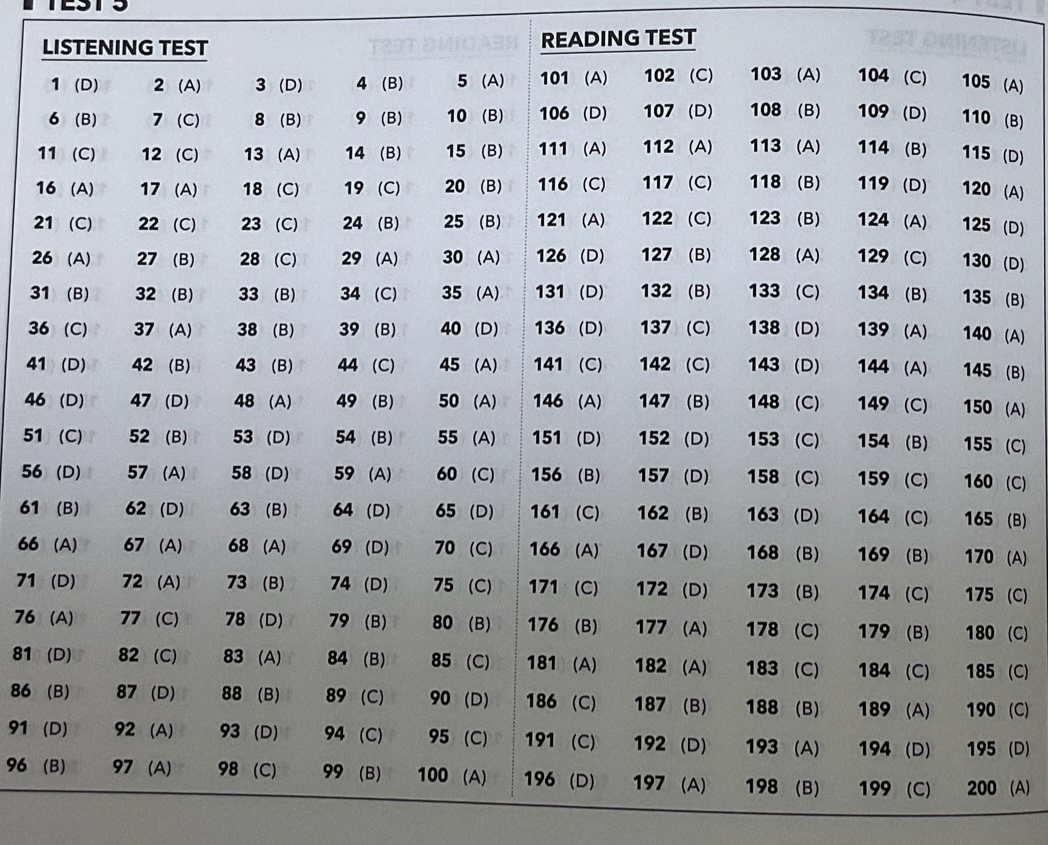 TEST 5
LISTENING TEST
1 (D) 2 (A) 3 (D) 4 (B) 5 (A)
6 (B) 7 (C) 8 (B) 9 (B) 10 (B)
11 (C) 12 (C) 13 (A) 14 (B) 15 (B)
16 (A) 17 (A) 18 (C) 19 (C) 20 (B)
21 (C) 22 (C) 23 (C) 24 (B) 25 (B)
26 (A) 27 (B) 28 (C) 29 (A) 30 (A)
31 (B) 32 (B) 33 (B) 34 (C) 35 (A)
36 (C) 37 (A) 38 (B) 39 (B) 40 (D)
41 (D) 42 (B) 43 (B) 44 (C) 45 (A)
46 (D) 47 (D) 48 (A) 49 (B) 50 (A)
51 (C) 52 (B) 53 (D) 54 (B) 55 (A)
56 (D) 57 (A) 58 (D) 59 (A) 60 (C)
61 (B) 62 (D) 63 (B) 64 (D) 65 (D)
66 (A) 67 (A) 68 (A) 69 (D) 70 (C)
71 (D) 72 (A) 73 (B) 74 (D) 75 (C)
76 (A) 77 (C) 78 (D) 79 (B) 80 (B)
81 (D) 82 (C) 83 (A) 84 (B) 85 (C)
86 (B) 87 (D) 88 (B) 89 (C) 90 (D)
91 (D) 92 (A) 93 (D) 94 (C) 95 (C)
96 (B) 97 (A) 98 (C) 99 (B) 100 (A)
READING TEST
101 (A) 102 (C) 103 (A) 104 (C) 105 (A)
106 (D) 107 (D) 108 (B) 109 (D) 110 (B)
111 (A) 112 (A) 113 (A) 114 (B) 115 (D)
116 (C) 117 (C) 118 (B) 119 (D) 120 (A)
121 (A) 122 (C) 123 (B) 124 (A) 125 (D)
126 (D) 127 (B) 128 (A) 129 (C) 130 (D)
131 (D) 132 (B) 133 (C) 134 (B) 135 (B)
136 (D) 137 (C) 138 (D) 139 (A) 140 (A)
141 (C) 142 (C) 143 (D) 144 (A) 145 (B)
146 (A) 147 (B) 148 (C) 149 (C) 150 (A)
151 (D) 152 (D) 153 (C) 154 (B) 155 (C)
156 (B) 157 (D) 158 (C) 159 (C) 160 (C)
161 (C) 162 (B) 163 (D) 164 (C) 165 (B)
166 (A) 167 (D) 168 (B) 169 (B) 170 (A)
171 (C) 172 (D) 173 (B) 174 (C) 175 (C)
176 (B) 177 (A) 178 (C) 179 (B) 180 (C)
181 (A) 182 (A) 183 (C) 184 (C) 185 (C)
186 (C) 187 (B) 188 (B) 189 (A) 190 (C)
191 (C) 192 (D) 193 (A) 194 (D) 195 (D)
196 (D) 197 (A) 198 (B) 199 (C) 200 (A)